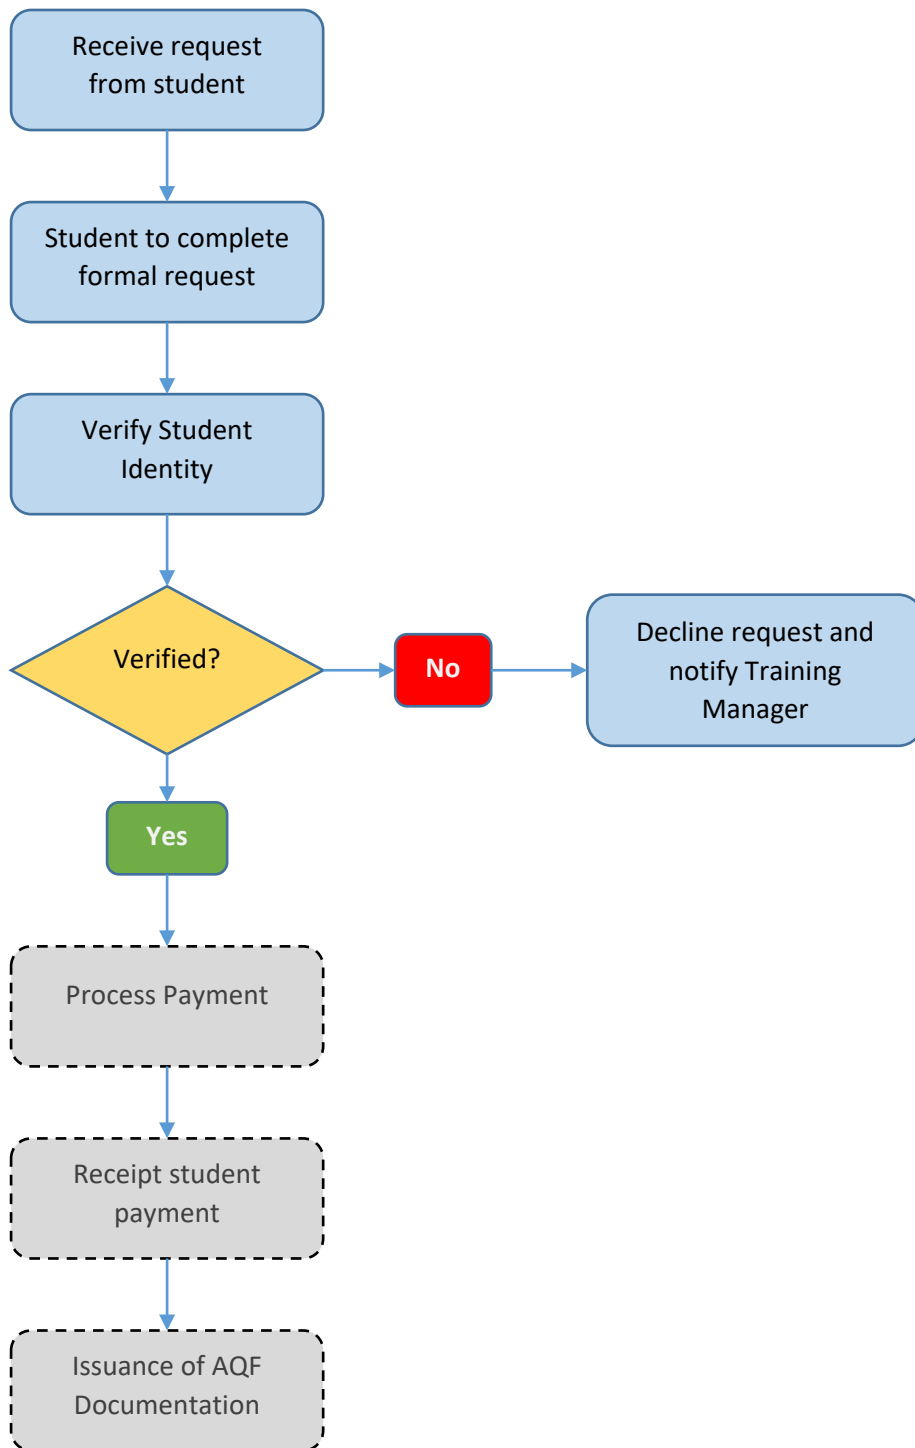 Receive request
from student
Student to complete
formal request
Verify Student
Identity
Verified?
No
Decline request and
notify Training
Manager
Yes
Process Payment
Receipt student
payment
Issuance of AQF
Documentation